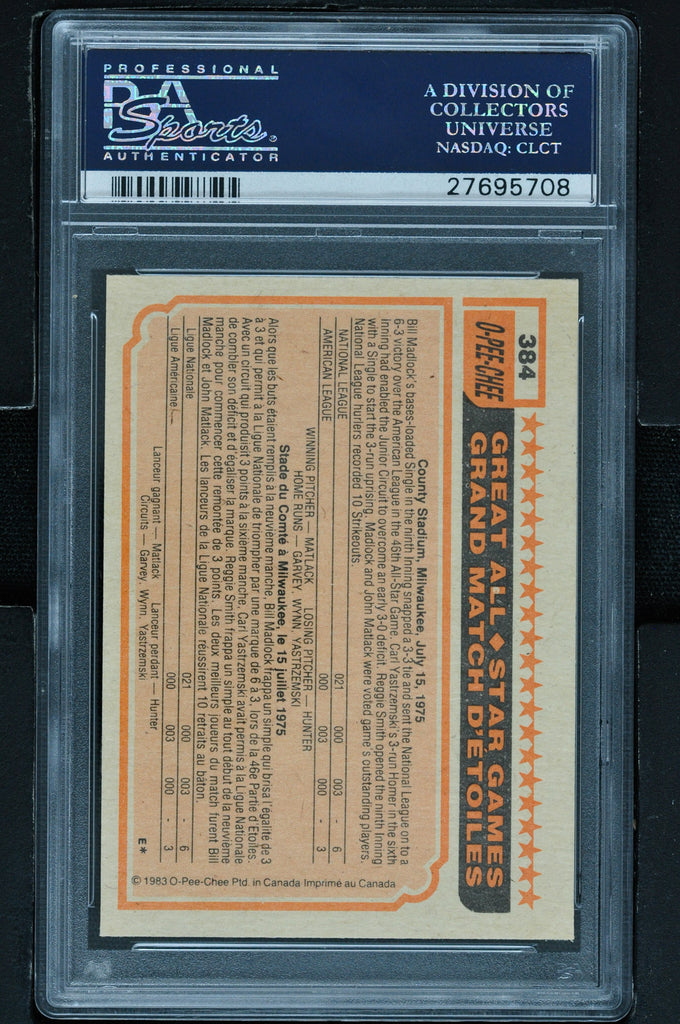 PROFESSIONAL
PSA
Sports
AUTHENTICATOR
A DIVISION OF
COLLECTORS
UNIVERSE
NASDAQ: CLCT
27695708
384
O-PEE-CHEE
GREAT ALL◆STAR GAMES
GRAND MATCH D'ÉTOILES
County Stadium, Milwaukee, July 15, 1975
Bill Madlock's bases-loaded Single in the ninth Inning snapped a 3-3 tie and sent the National League on to a
6-3 victory over the American League in the 46th All-Star Game. Carl Yastrzemski's 3-run Homer in the sixth
Inning had enabled the Junior Circuit to overcome an early 3-0 deficit. Reggie Smith opened the ninth Inning
with a Single to start the 3-run uprising. Madlock and John Matlack were voted game's outstanding players.
National League hurlers recorded 10 Strikeouts.
NATIONAL LEAGUE 021 000 003 - 6
AMERICAN LEAGUE 000 003 000 - 3
WINNING PITCHER — MATLACK LOSING PITCHER — HUNTER
HOME RUNS — GARVEY, WYNN, YASTRZEMSKI
Stade du Comté à Milwaukee, le 15 juillet 1975
Alors que les buts étaient remplis à la neuvième manche, Bill Madlock frappa un simple qui brisa l'égalité de 3
à 3 et qui permit à la Ligue Nationale de triompher par une marque de 6 à 3, lors de la 46e Partie d'Etoiles.
Avec un circuit qui produisit 3 points à la sixième manche, Carl Yastrzemski avait permis à la Ligue Américaine
de combler son déficit et d'égaliser la marque. Reggie Smith frappa un simple au tout début de la neuvième
manche pour commencer cette remontée de 3 points. Les deux meilleurs joueurs du match furent Bill
Madlock et John Matlack. Les lanceurs de la Ligue Nationale réussirent 10 retraits au bâton.
Ligue Nationale 021 000 003 - 6
Ligue Américaine 000 003 000 - 3
Lanceur gagnant — Matlack Lanceur perdant — Hunter,
Circuits — Garvey, Wynn, Yastrzemski
E*
© 1983 O-Pee-Chee Ptd. in Canada Imprimé au Canada